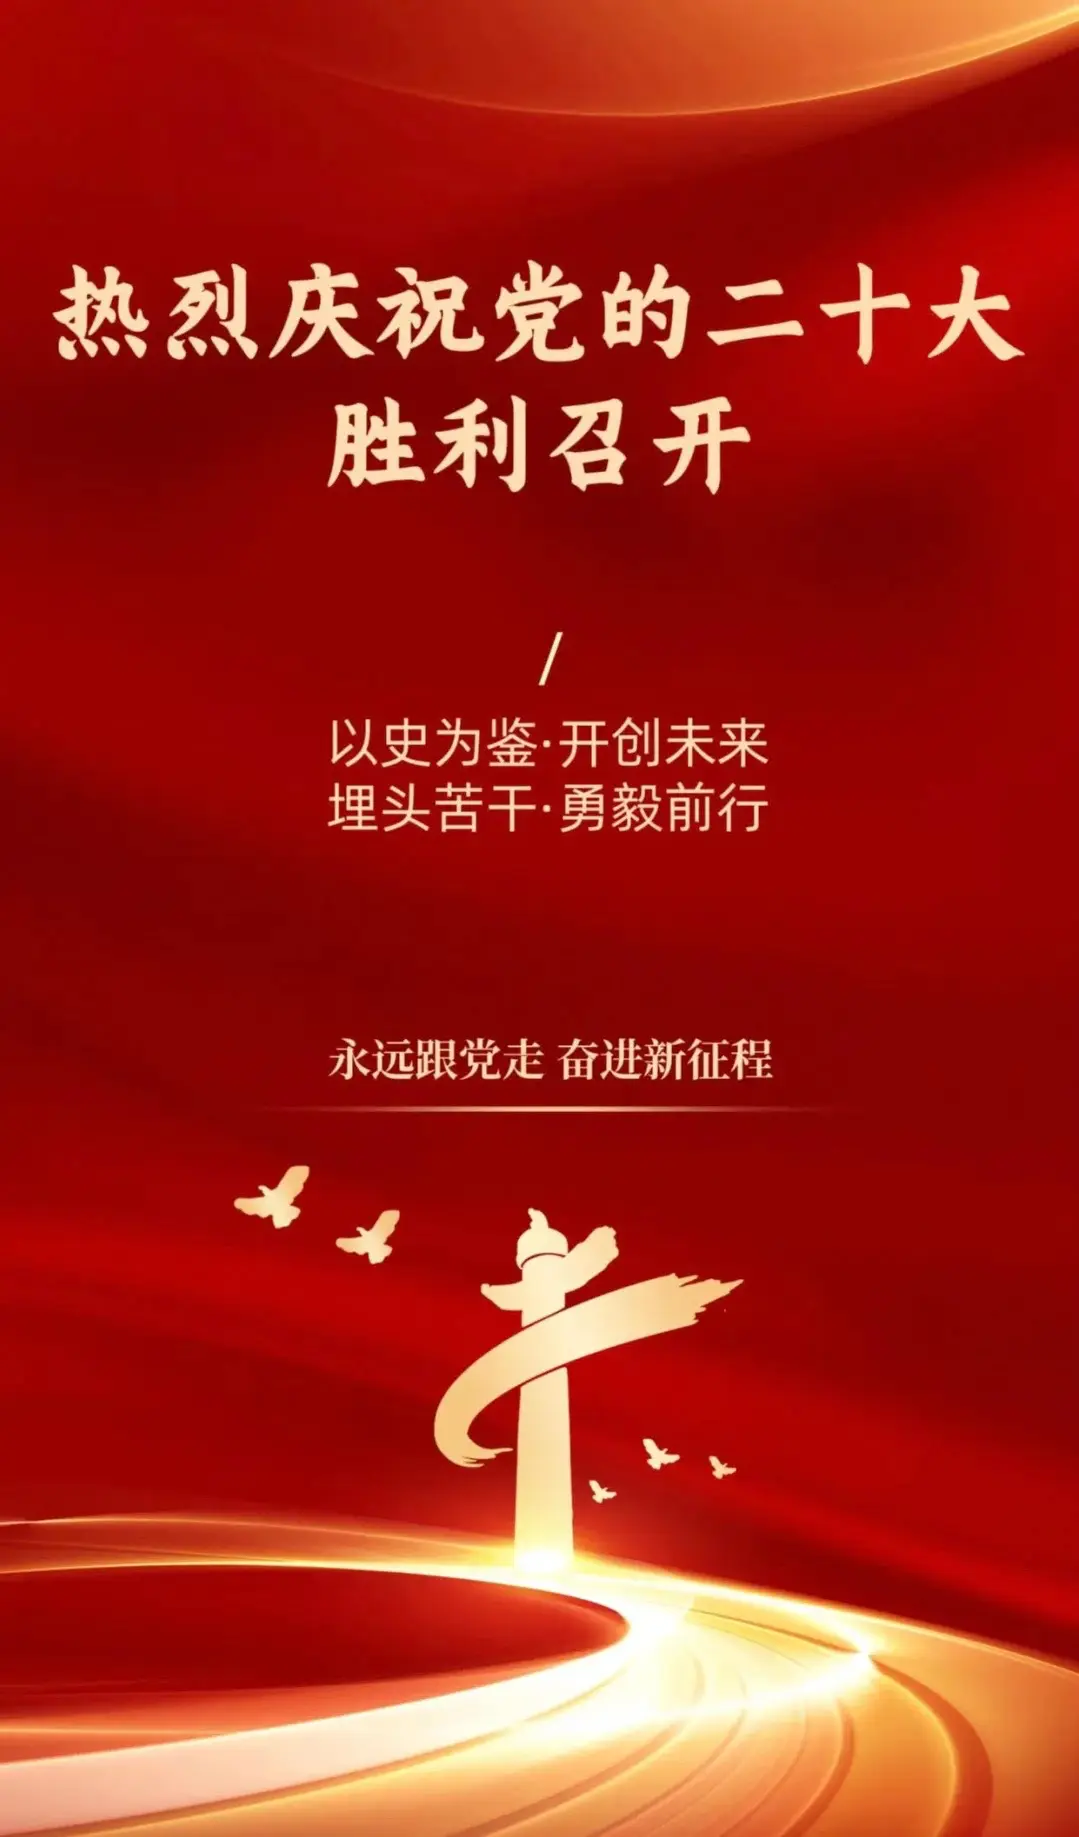 热烈庆祝党的二十大
胜利召开
/
以史为鉴·开创未来
埋头苦干·勇毅前行
永远跟党走 奋进新征程